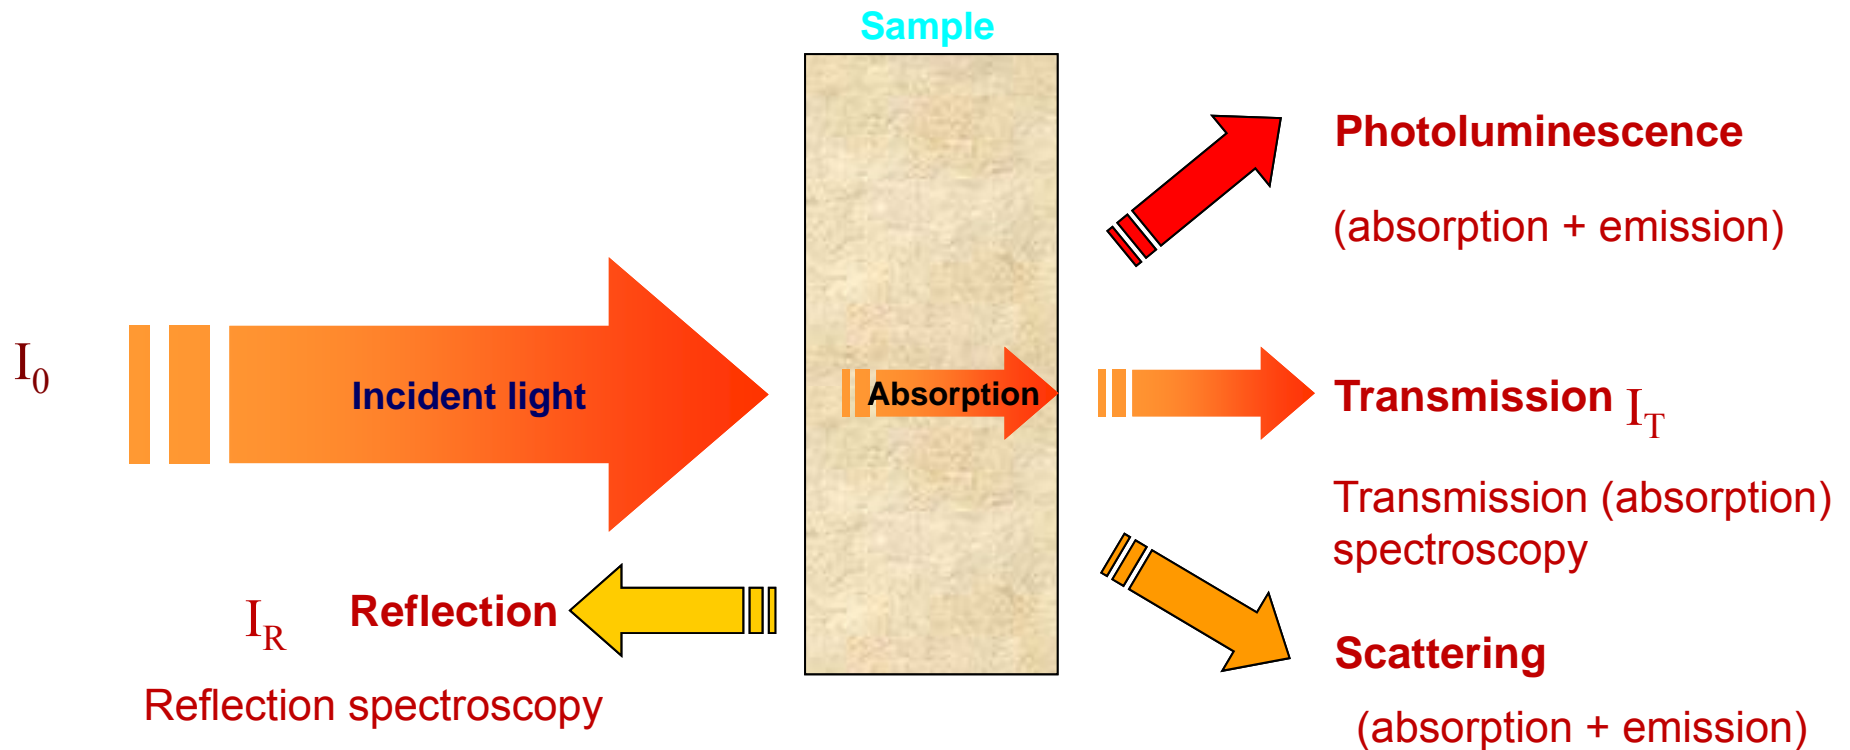 Sample
Photoluminescence
(absorption + emission)
I0
Incident light
Absorption
Transmission IT
Transmission (absorption)
spectroscopy
IR Reflection
Scattering
Reflection spectroscopy
(absorption + emission)